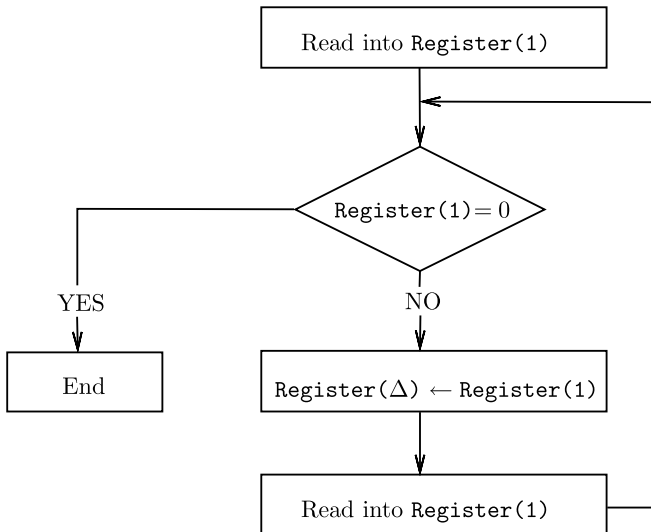 Read into Register(1)
Register(1)= 0
YES
NO
End
Register(Δ) ← Register(1)
Read into Register(1)